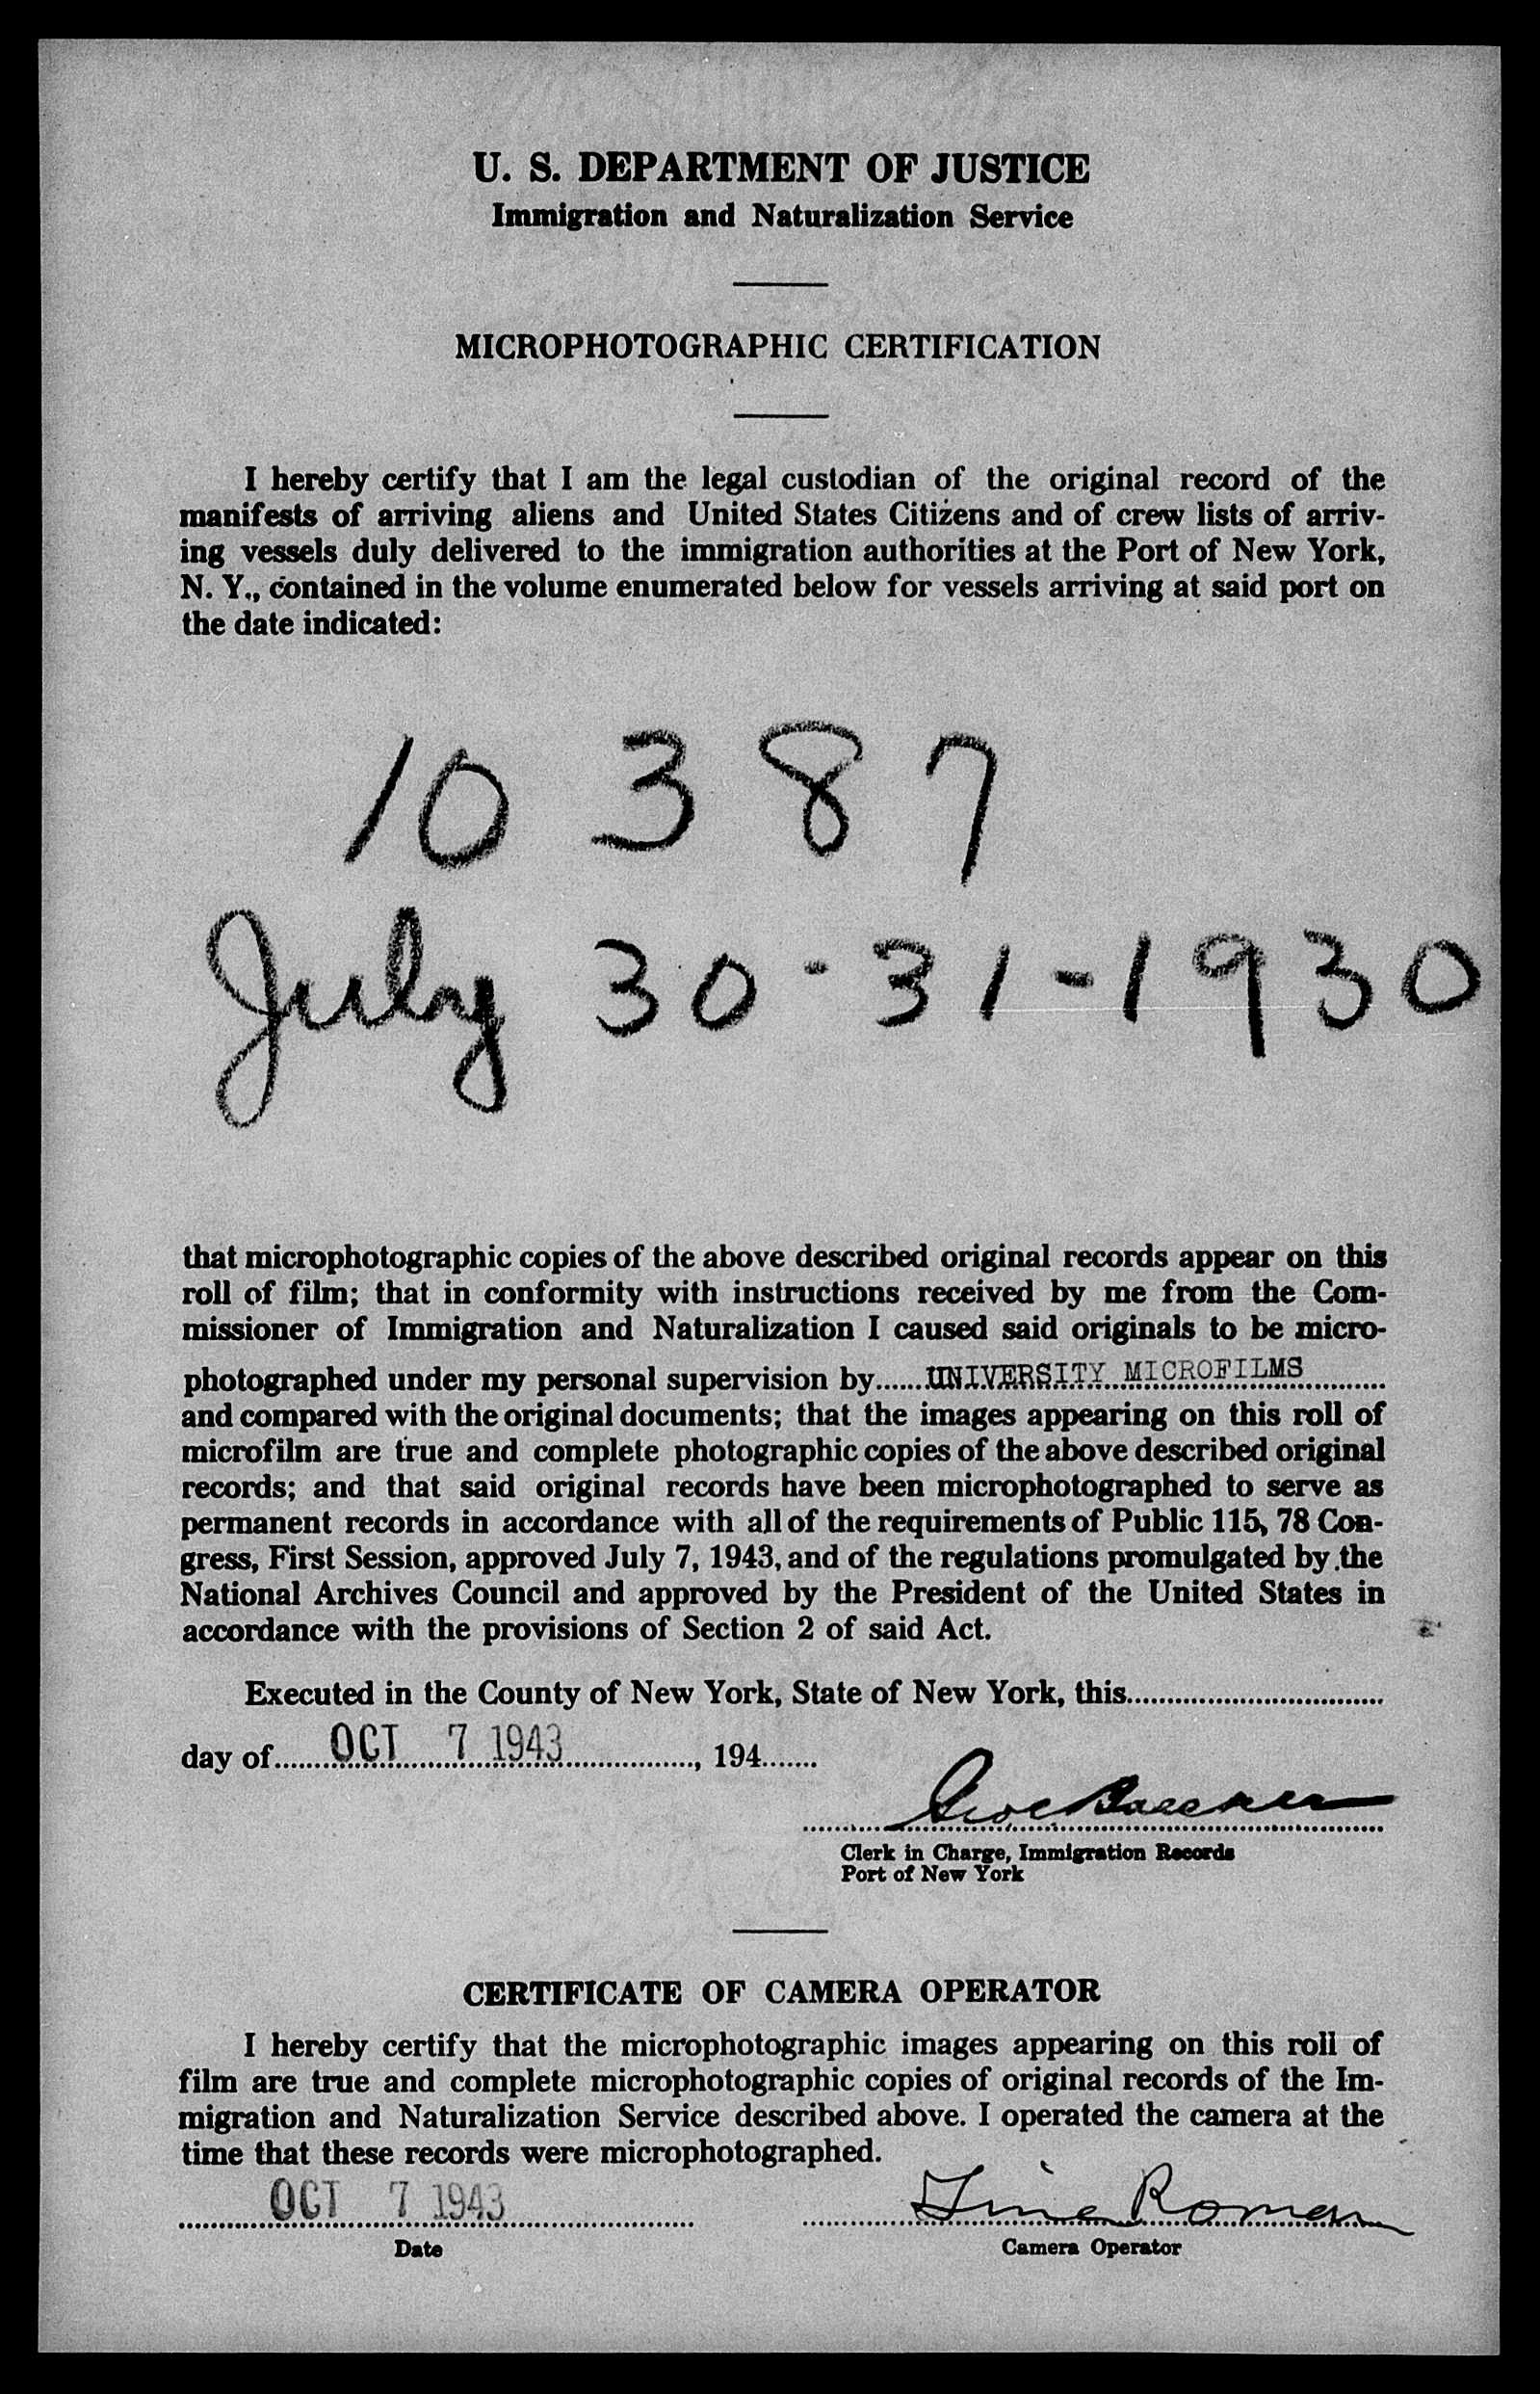 U. S. DEPARTMENT OF JUSTICE
Immigration and Naturalization Service
MICROPHOTOGRAPHIC CERTIFICATION
I hereby certify that I am the legal custodian of the original record of the
manifests of arriving aliens and United States Citizens and of crew lists of arriv-
ing vessels duly delivered to the immigration authorities at the Port of New York,
N. Y., contained in the volume enumerated below for vessels arriving at said port on
the date indicated:
10 387
July 30-31-1930
that microphotographic copies of the above described original records appear on this
roll of film; that in conformity with instructions received by me from the Com-
missioner of Immigration and Naturalization I caused said originals to be micro-
photographed under my personal supervision by......UNIVERSITY MICROFILMS
and compared with the original documents; that the images appearing on this roll of
microfilm are true and complete photographic copies of the above described original
records; and that said original records have been microphotographed to serve as
permanent records in accordance with all of the requirements of Public 115, 78 Con-
gress, First Session, approved July 7, 1943, and of the regulations promulgated by the
National Archives Council and approved by the President of the United States in
accordance with the provisions of Section 2 of said Act.
Executed in the County of New York, State of New York, this
day of OCT 7 1943, 194
Clerk in Charge, Immigration Records
Port of New York
CERTIFICATE OF CAMERA OPERATOR
I hereby certify that the microphotographic images appearing on this roll of
film are true and complete microphotographic copies of original records of the Im-
migration and Naturalization Service described above. I operated the camera at the
time that these records were microphotographed.
OCT 7 1943 Roman
Date Camera Operator